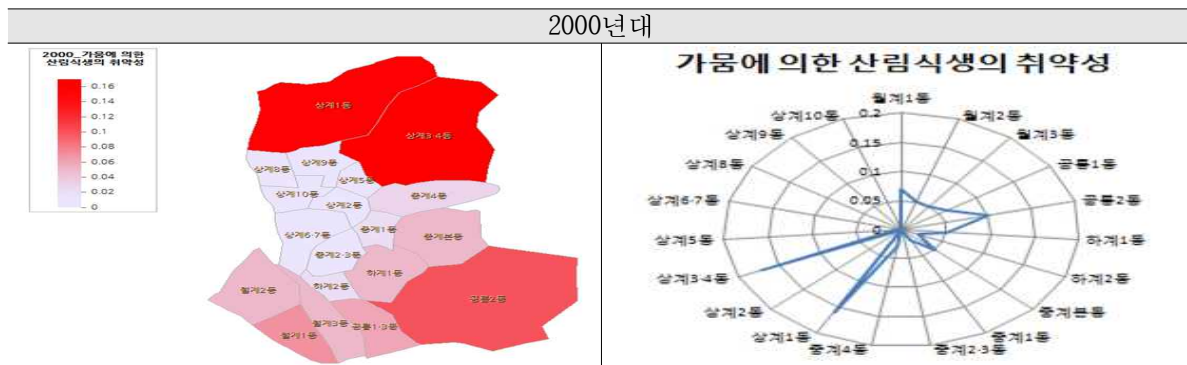 2000년대
2000_가뭄에 의한
산림식생의 취약성
0.16
0.14
0.12
0.1
0.08
0.06
0.04
0.02
0
상계1동
상계3·4동
상계9동
상계8동
상계5동
상계10동
상계2동
중계4동
상계6·7동
중계1동
중계본동
중계2·3동
하계1동
하계2동
월계2동
공릉2동
월계3동
공릉1·3동
월계1동
가뭄에 의한 산림식생의 취약성
월계1동
월계2동
월계3동
공릉1동
공릉2동
하계1동
하계2동
중계본동
중계1동
중계2·3동
중계4동
상계1동
상계2동
상계3·4동
상계5동
상계6·7동
상계8동
상계9동
상계10동
0.2
0.15
0.1
0.05
0